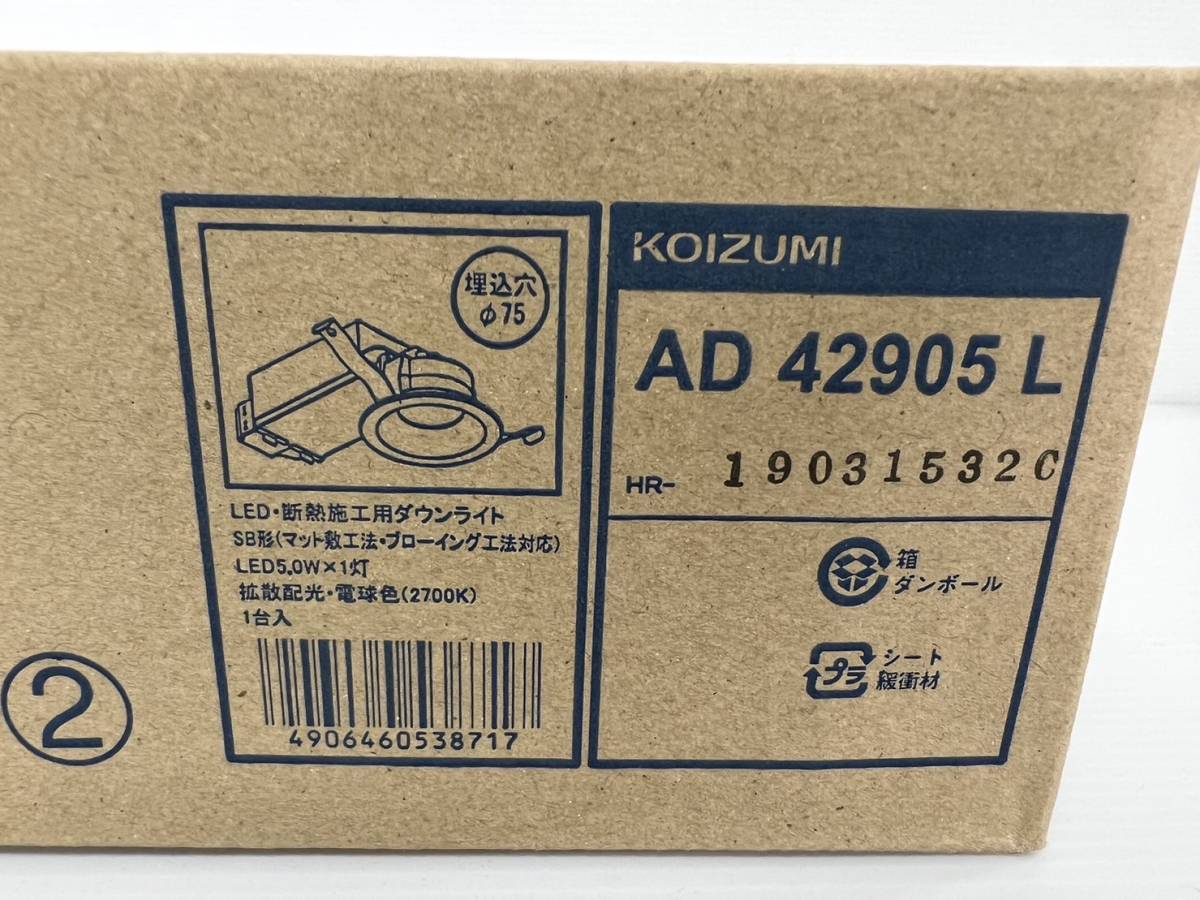 埋込穴
φ75
LED・断熱施工用ダウンライト
SB形(マット敷工法・ブローイング工法対応)
LED5.0W×1灯
拡散配光・電球色(2700K)
1台入
4906460538717
②
KOIZUMI
AD 42905 L
HR- 190315320
箱
ダンボール
プラ
シート
緩衝材